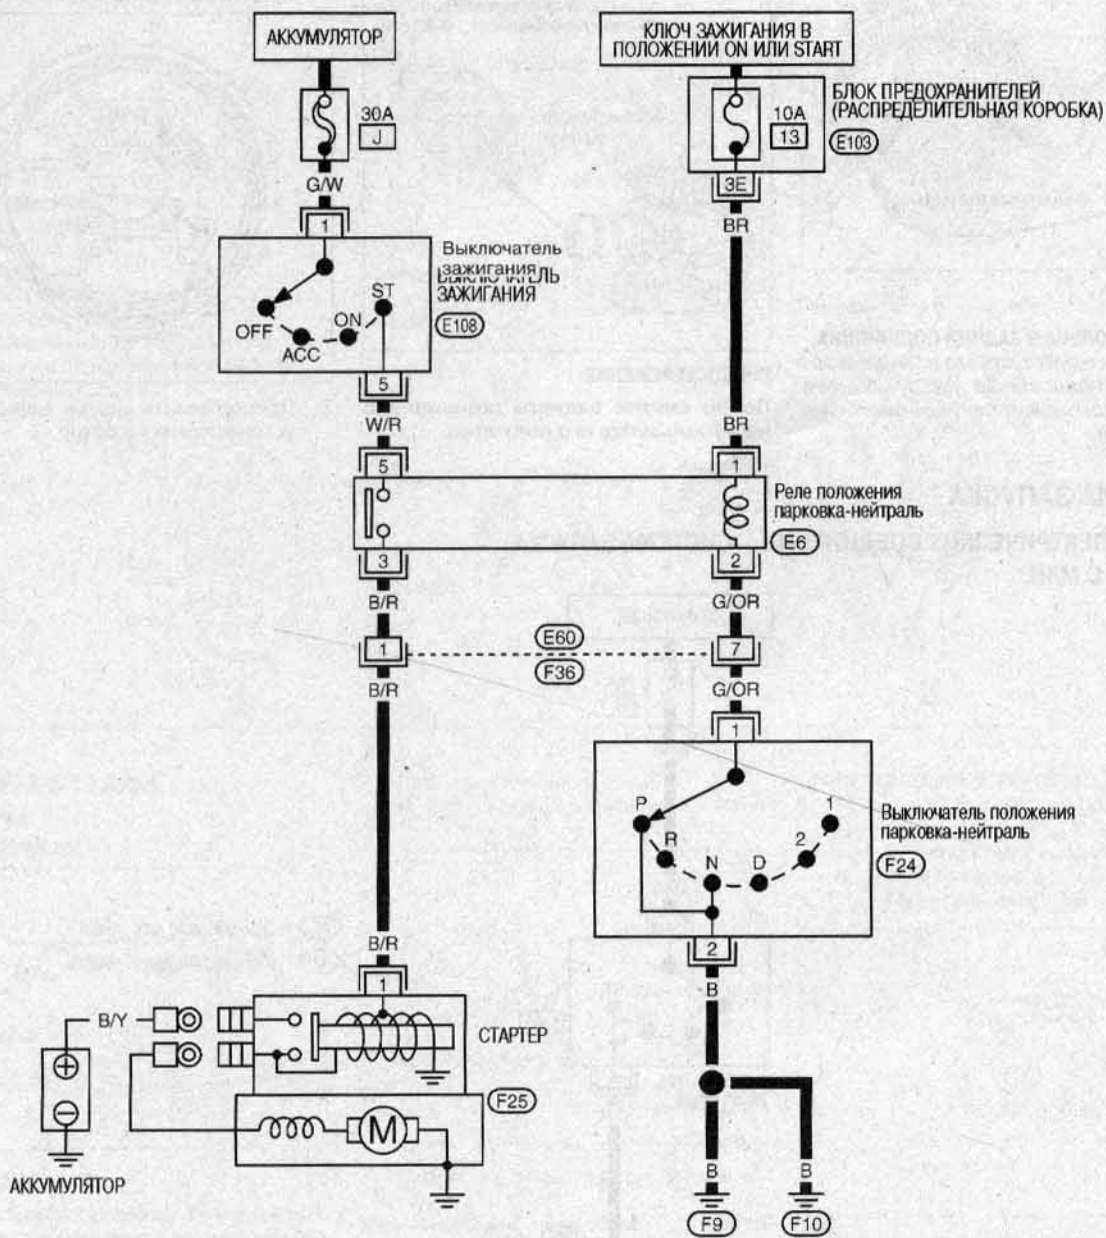 АККУМУЛЯТОР
КЛЮЧ ЗАЖИГАНИЯ В
ПОЛОЖЕНИИ ON ИЛИ START
30A
J
10A
13
БЛОК ПРЕДОХРАНИТЕЛЕЙ
(РАСПРЕДЕЛИТЕЛЬНАЯ КОРОБКА)
E103
G/W
3E
1
BR
Выключатель
зажигания
ЗАЖИГАНИЯ
E108
OFF
ACC
ON
ST
5
W/R
BR
5
1
Реле положения
парковка-нейтраль
E6
3
2
B/R
G/OR
1
E60
7
F36
B/R
G/OR
1
P
R
N
D
2
1
Выключатель положения
парковка-нейтраль
F24
B/R
2
1
B
B/Y
СТАРТЕР
F25
M
АККУМУЛЯТОР
B
B
F9
F10